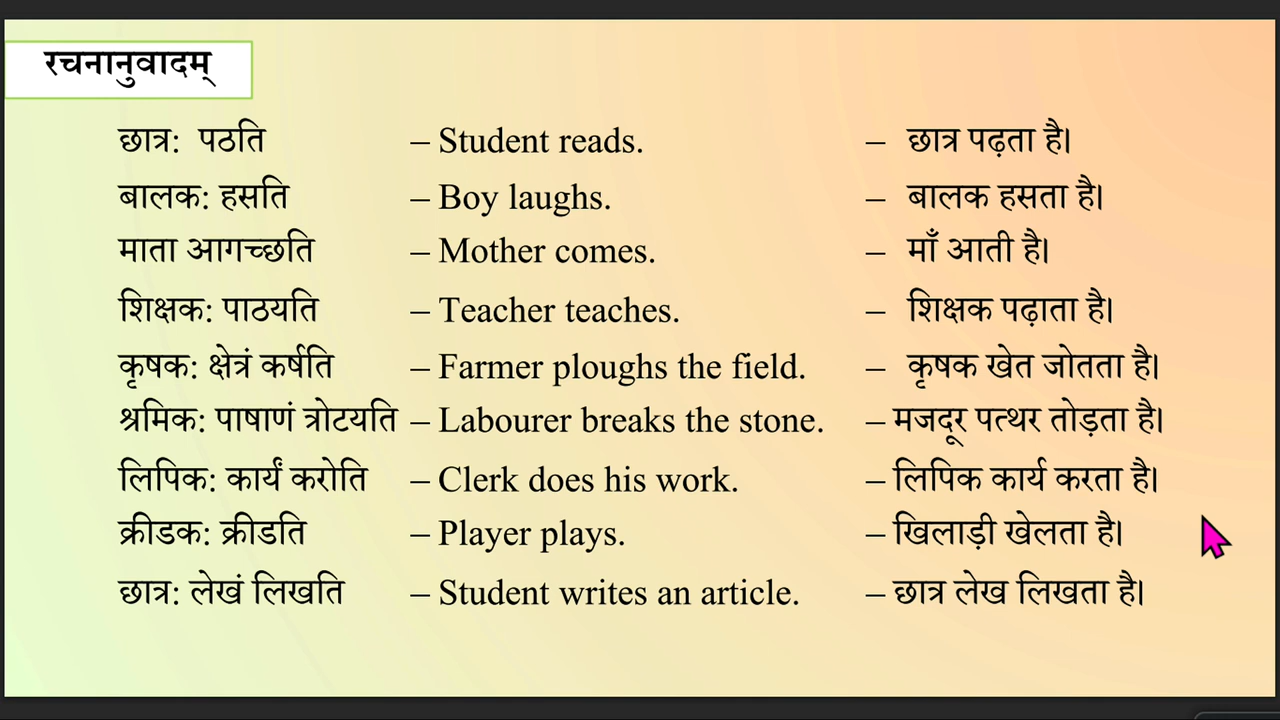 रचनानुवादम्
छात्र: पठति – Student reads. – छात्र पढ़ता है।
बालक: हसति – Boy laughs. – बालक हसता है।
माता आगच्छति – Mother comes. – माँ आती है।
शिक्षक: पाठयति – Teacher teaches. – शिक्षक पढ़ाता है।
कृषक: क्षेत्रं कर्षति – Farmer ploughs the field. – कृषक खेत जोतता है।
श्रमिक: पाषाणं त्रोटयति – Labourer breaks the stone. – मजदूर पत्थर तोड़ता है।
लिपिक: कार्यं करोति – Clerk does his work. – लिपिक कार्य करता है।
क्रीडक: क्रीडति – Player plays. – खिलाड़ी खेलता है।
छात्र: लेखं लिखति – Student writes an article. – छात्र लेख लिखता है।